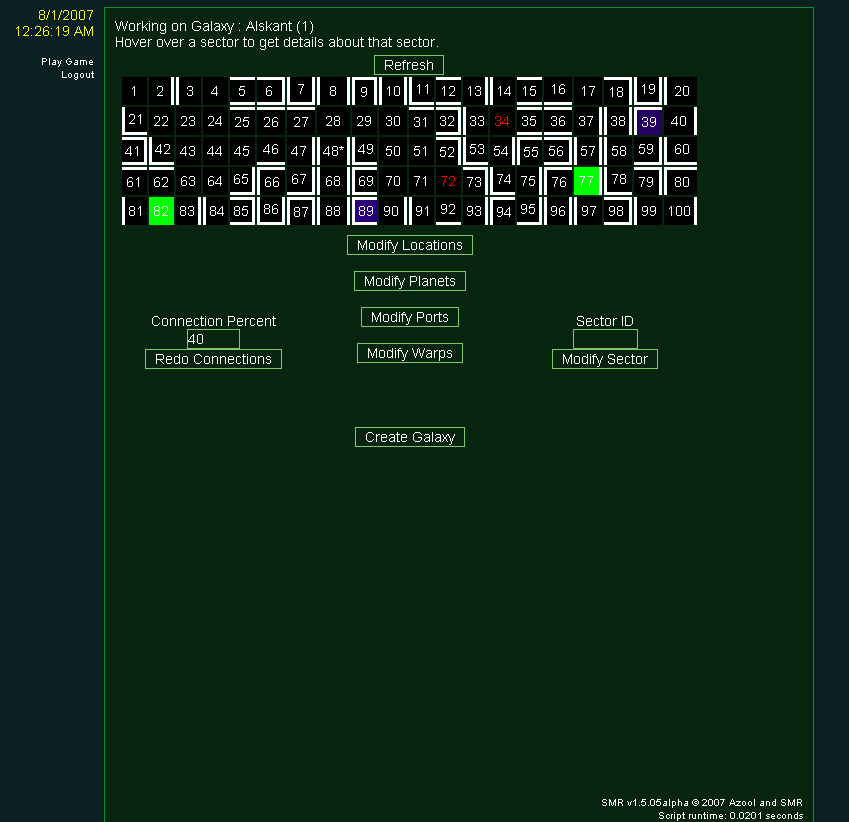 8/1/2007
12:26:19 AM
Play Game
Logout
Working on Galaxy : Alskant (1)
Hover over a sector to get details about that sector.
Refresh
1 2 3 4 5 6 7 8 9 10 11 12 13 14 15 16 17 18 19 20
21 22 23 24 25 26 27 28 29 30 31 32 33 34 35 36 37 38 39 40
41 42 43 44 45 46 47 48* 49 50 51 52 53 54 55 56 57 58 59 60
61 62 63 64 65 66 67 68 69 70 71 72 73 74 75 76 77 78 79 80
81 82 83 84 85 86 87 88 89 90 91 92 93 94 95 96 97 98 99 100
Modify Locations
Modify Planets
Modify Ports
Connection Percent
Sector ID
40
Redo Connections
Modify Warps
Modify Sector
Create Galaxy
SMR v1.5.05alpha © 2007 Azool and SMR
Script runtime: 0.0201 seconds